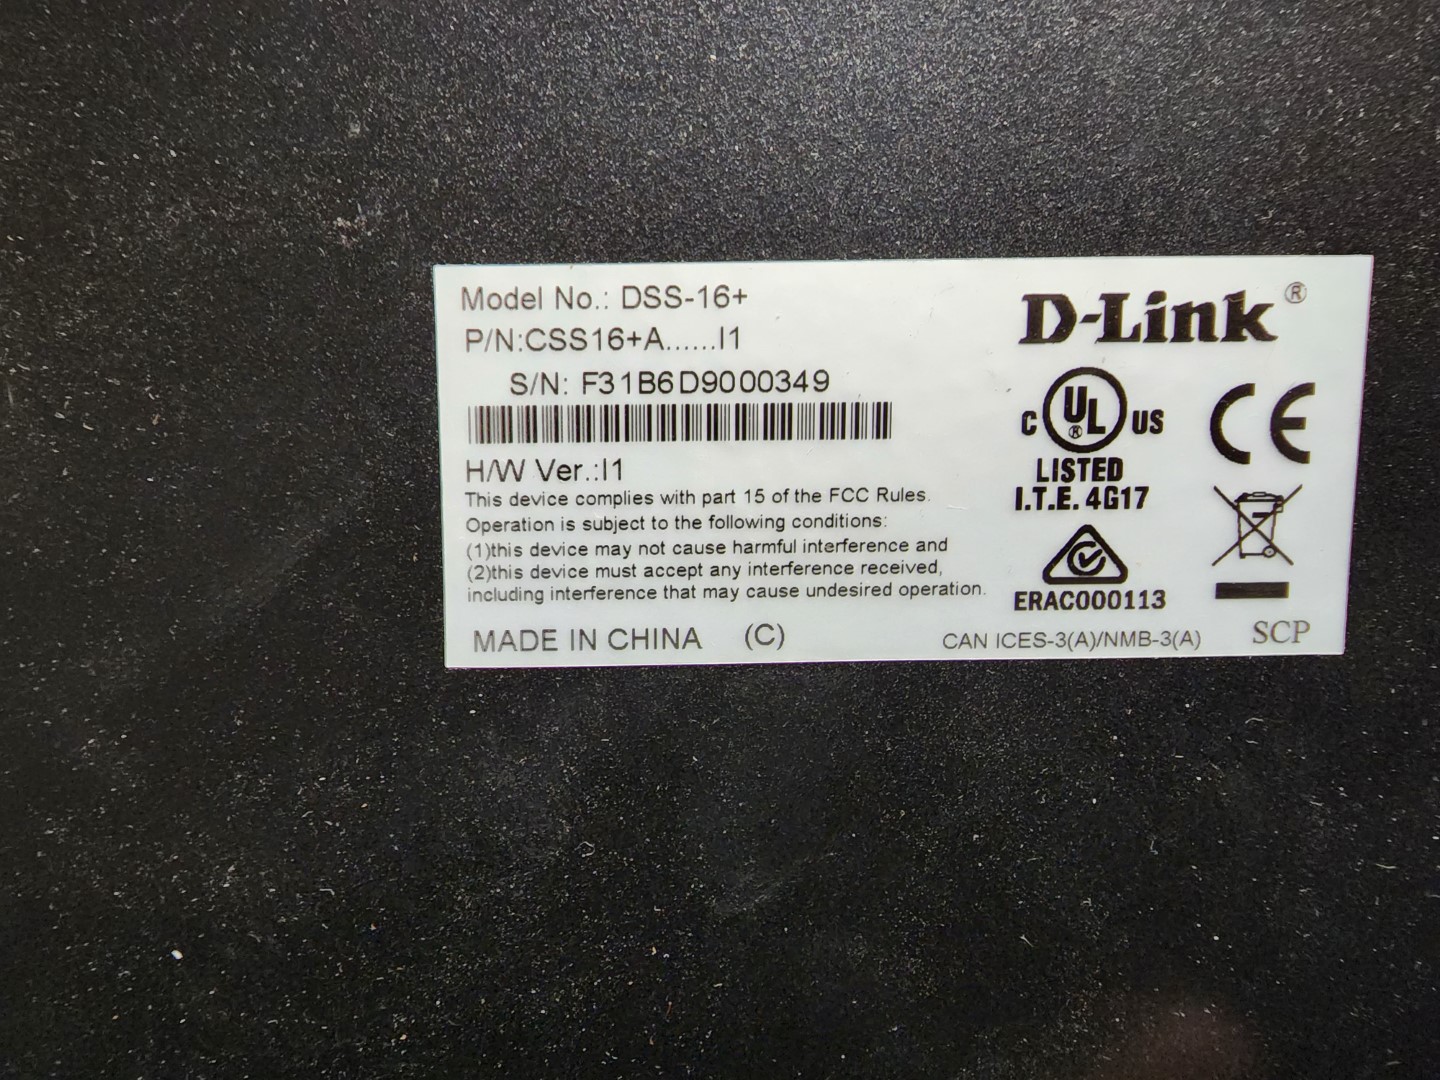 Model No.: DSS-16+
P/N:CSS16+A......I1
S/N: F31B6D9000349
H/W Ver.:I1
This device complies with part 15 of the FCC Rules.
Operation is subject to the following conditions:
(1)this device may not cause harmful interference and
(2)this device must accept any interference received,
including interference that may cause undesired operation.
MADE IN CHINA (C)
D-Link®
C UL® US
LISTED
I.T.E. 4G17
CE
ERAC000113
CAN ICES-3(A)/NMB-3(A)
SCP